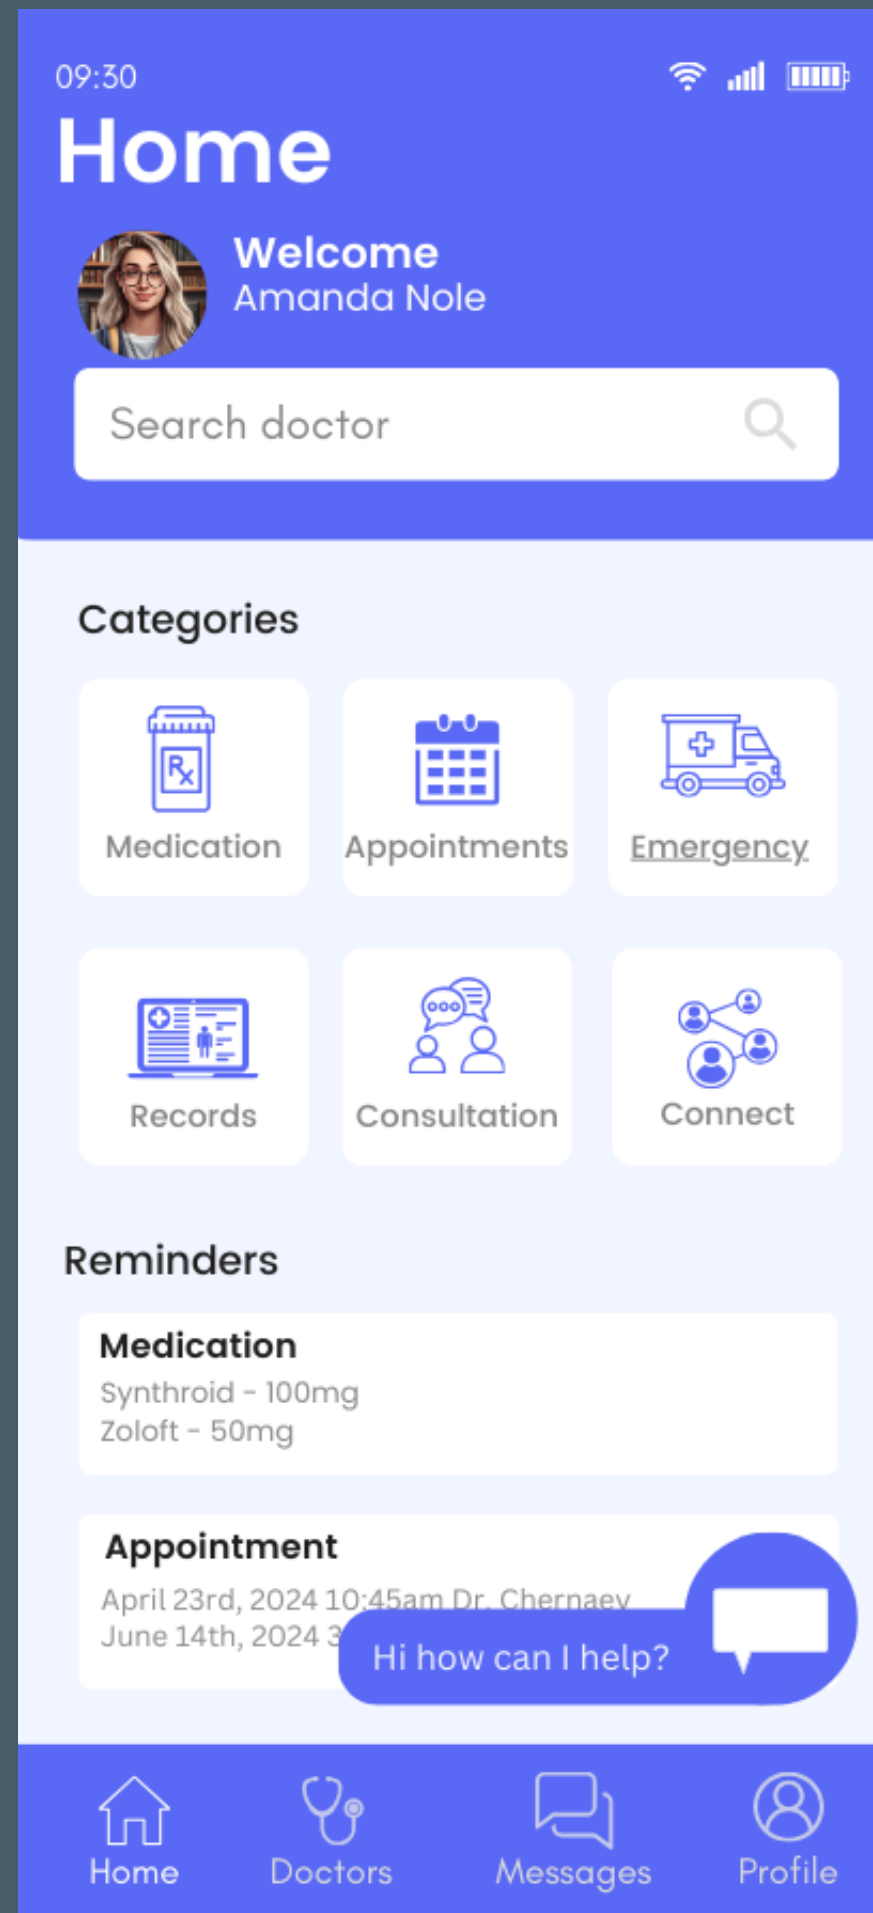 09:30
Home
Welcome
Amanda Nole
Search doctor
Categories
Rx
Medication
Appointments
Emergency
Records
Consultation
Connect
Reminders
Medication
Synthroid - 100mg
Zoloft - 50mg
Appointment
April 23rd, 2024 10:45am Dr. Chernaev
June 14th, 2024 3
Hi how can I help?
Home
Doctors
Messages
Profile